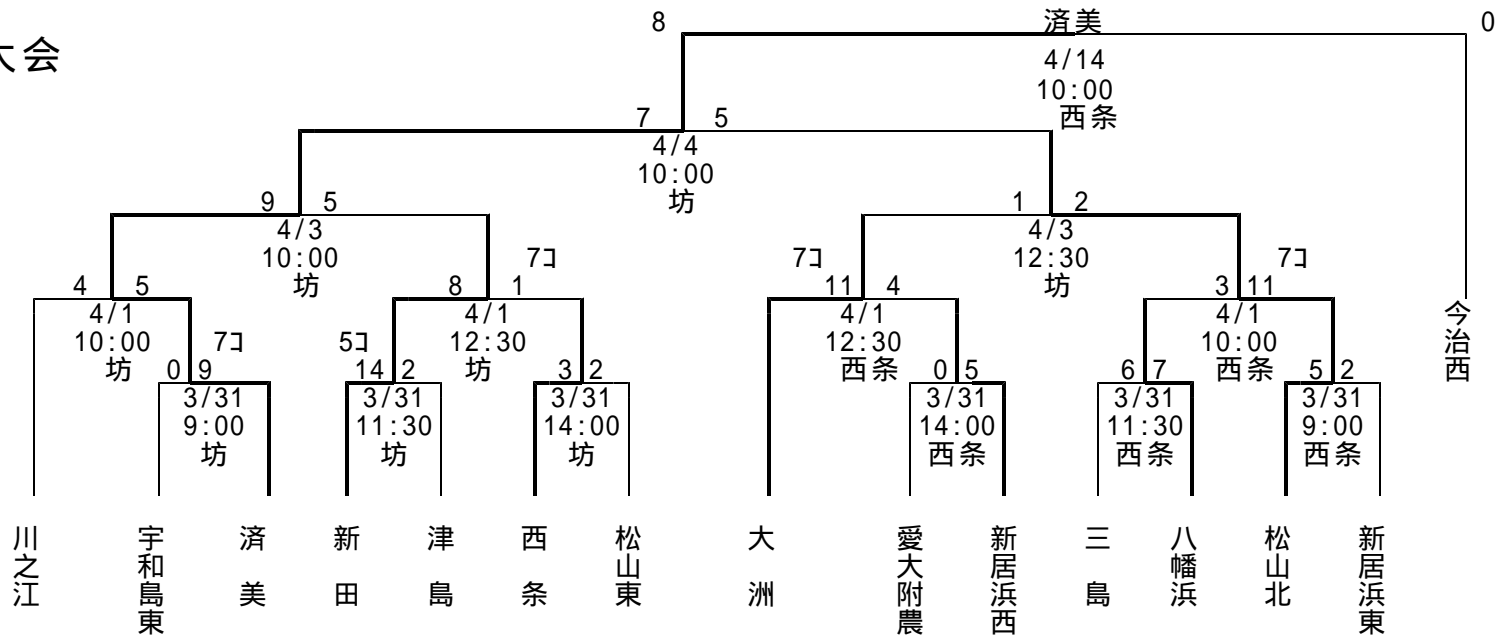 8 済美 0
大会
4/14
10:00
西条
7 5
4/4
10:00
坊
9 5 1 2
4/3 4/3
10:00 7コ 7コ 12:30 7コ
坊 坊
4 5 8 1 11 4 3 11
4/1 4/1 4/1 4/1
10:00 7コ 5コ 12:30 12:30 10:00
坊 坊 西条 西条
今治西
0 9 14 2 3 2 0 5 6 7 5 2
3/31 3/31 3/31 3/31 3/31 3/31
9:00 11:30 14:00 14:00 11:30 9:00
坊 坊 坊 西条 西条 西条
川之江
宇和島東
済美
新田
津島
西条
松山東
大洲
愛大附農
新居浜西
三島
八幡浜
松山北
新居浜東